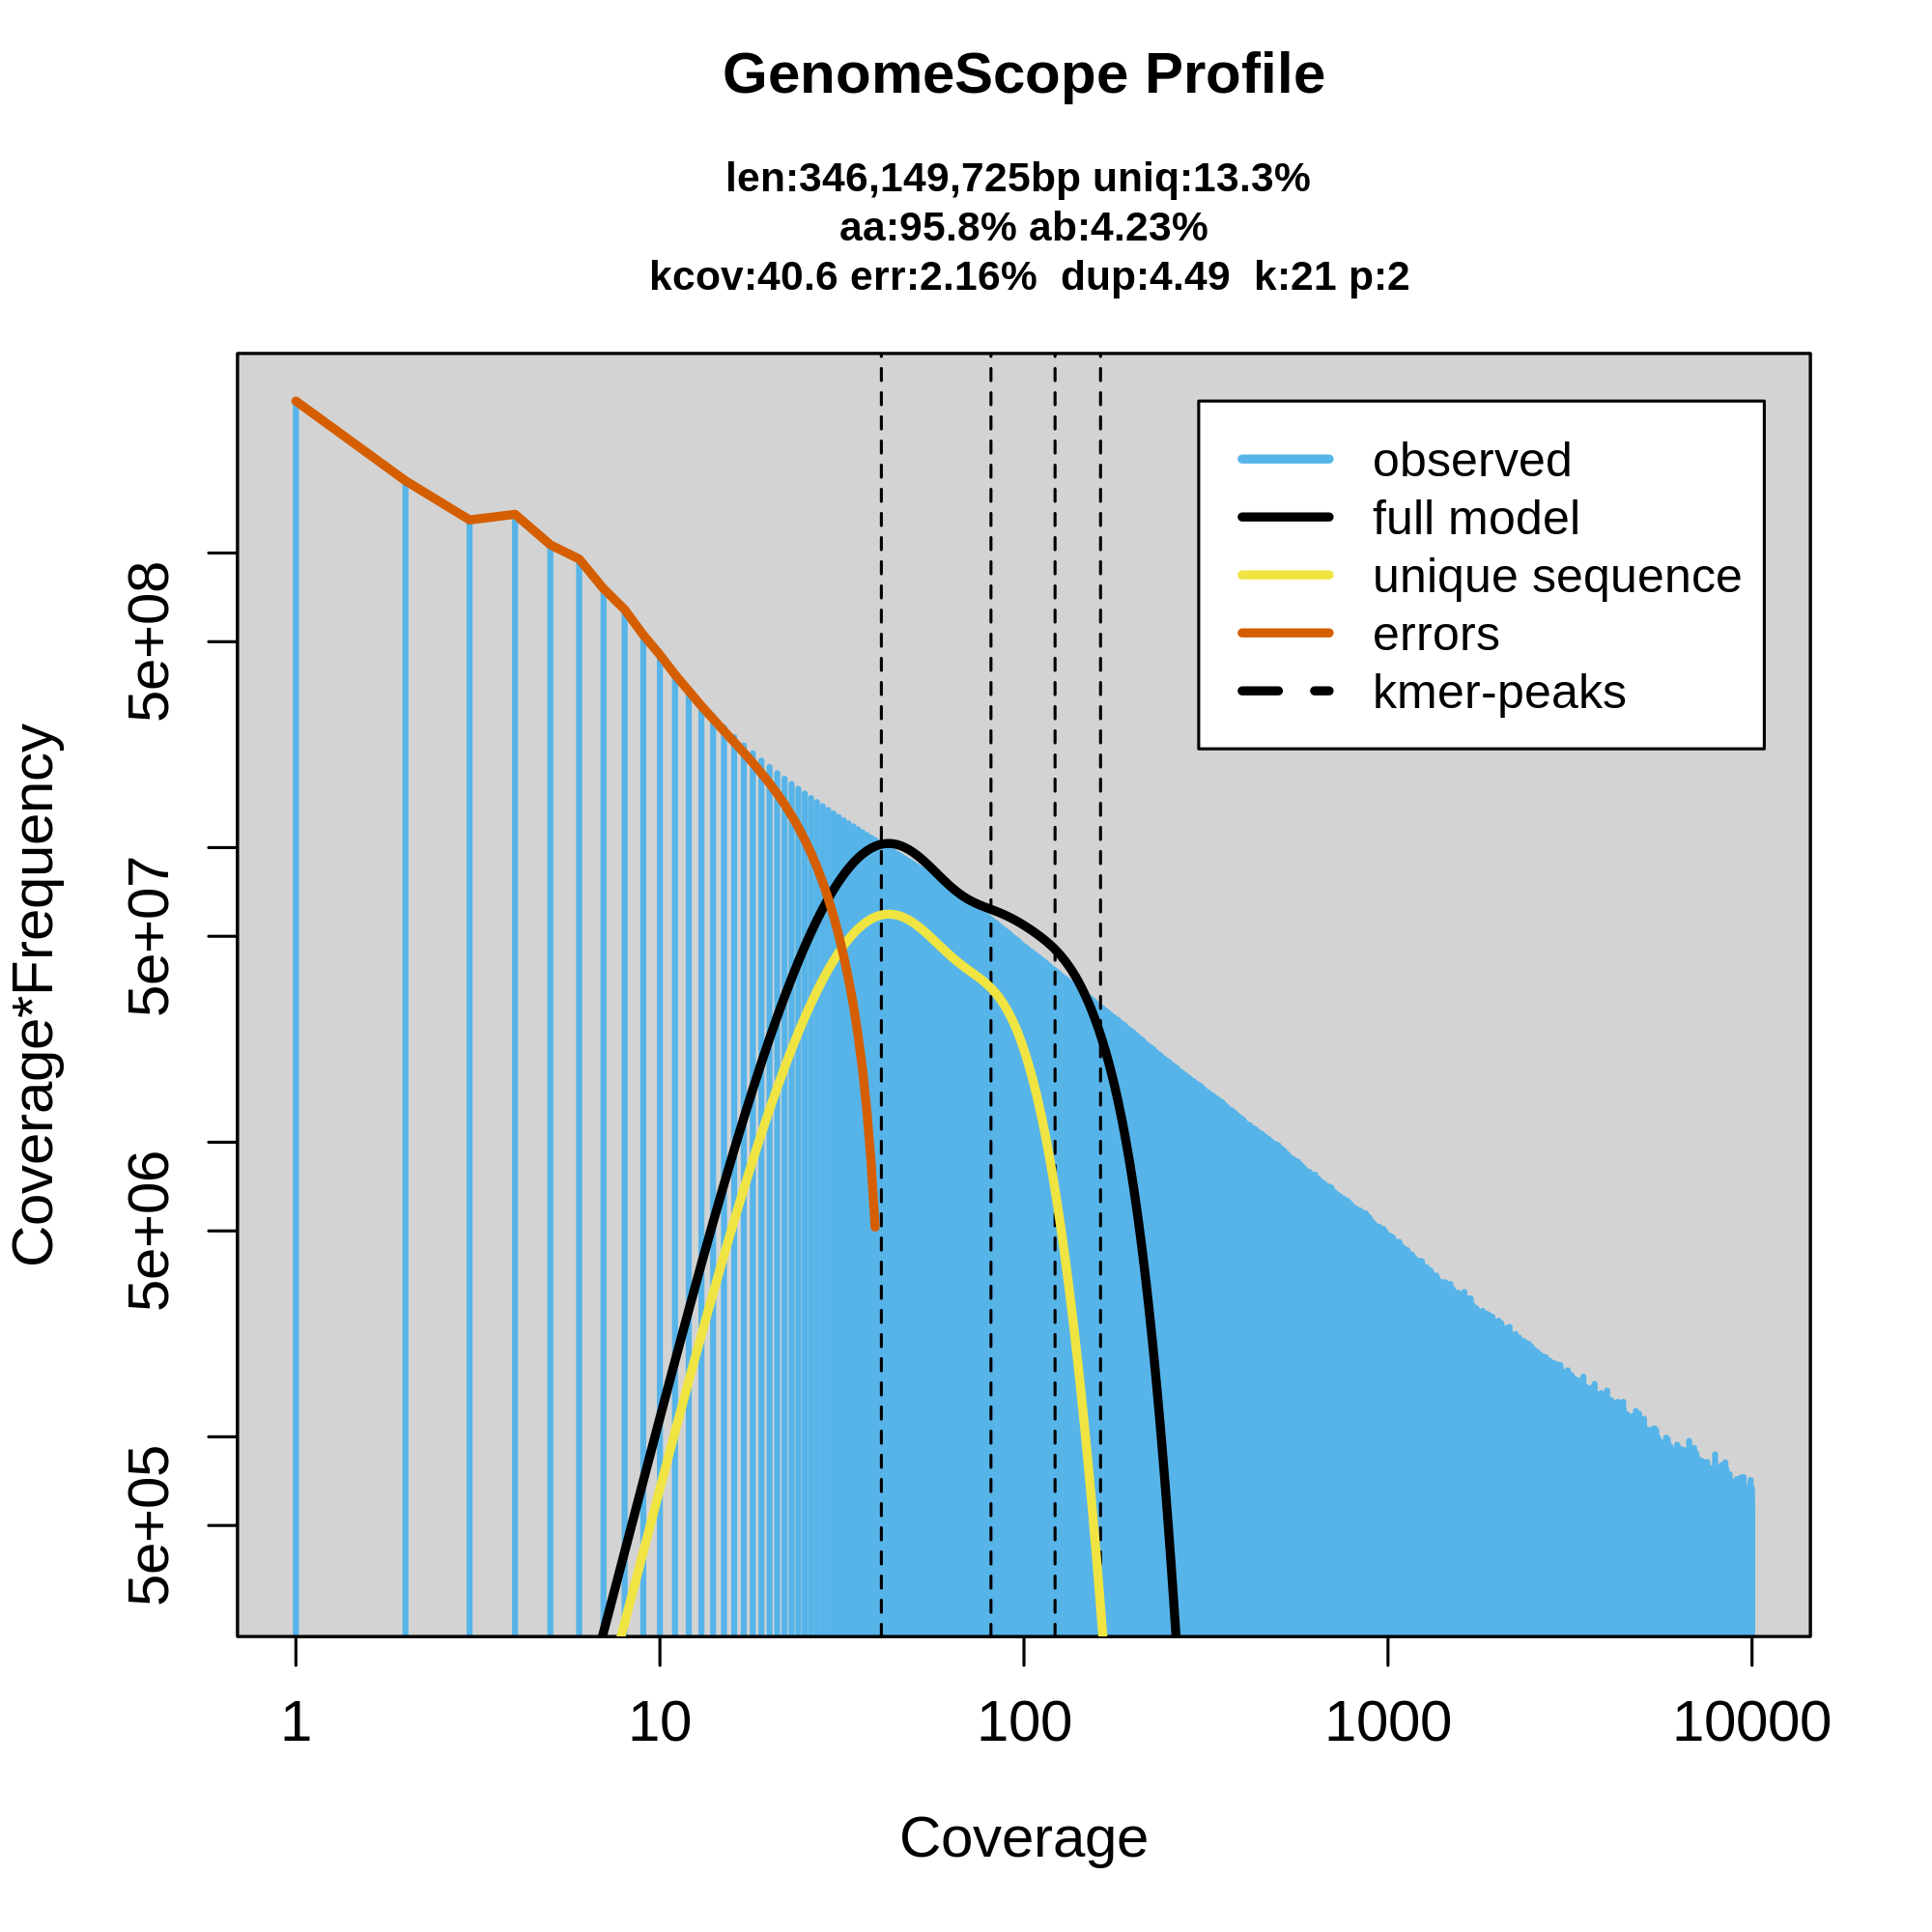 GenomeScope Profile
len:346,149,725bp uniq:13.3%
aa:95.8% ab:4.23%
kcov:40.6 err:2.16%  dup:4.49  k:21 p:2
observed
full model
unique sequence
errors
kmer-peaks
Coverage*Frequency
5e+08
5e+07
5e+06
5e+05
1 10 100 1000 10000
Coverage